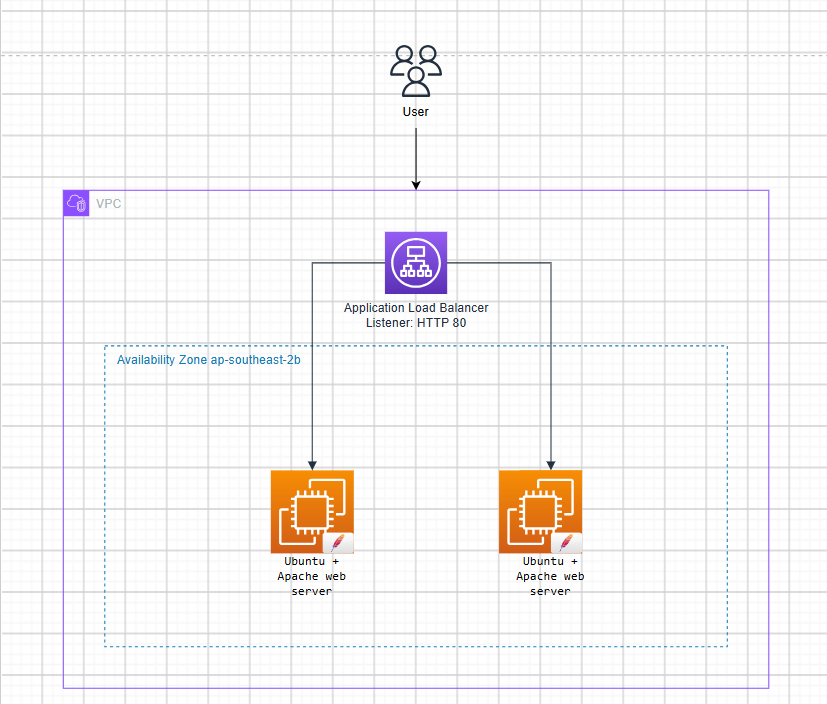 User
VPC
Application Load Balancer
Listener: HTTP 80
Availability Zone ap-southeast-2b
Ubuntu +
Apache web
server
Ubuntu +
Apache web
server